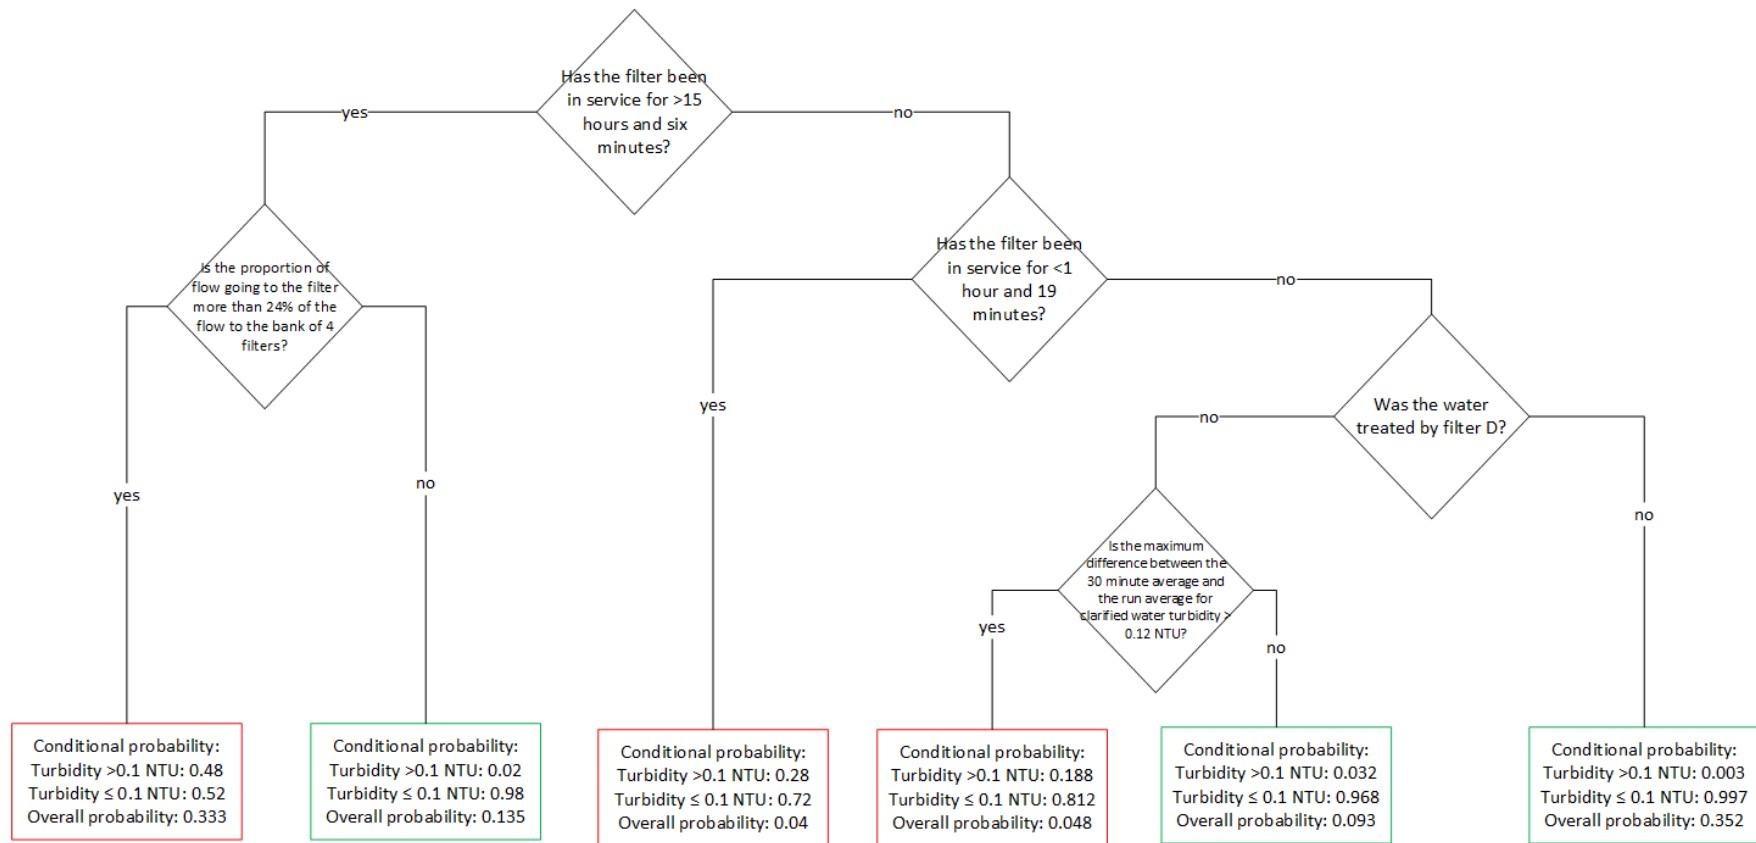 Has the filter been
in service for >15
hours and six
minutes?
yes
no
Is the proportion of
flow going to the filter
more than 24% of the
flow to the bank of 4
filters?
Has the filter been
in service for <1
hour and 19
minutes?
yes
no
yes
no
Was the water
treated by filter D?
no
no
Is the maximum
difference between the
30 minute average and
the run average for
clarified water turbidity >
0.12 NTU?
yes
no
Conditional probability:
Turbidity >0.1 NTU: 0.48
Turbidity ≤ 0.1 NTU: 0.52
Overall probability: 0.333
Conditional probability:
Turbidity >0.1 NTU: 0.02
Turbidity ≤ 0.1 NTU: 0.98
Overall probability: 0.135
Conditional probability:
Turbidity >0.1 NTU: 0.28
Turbidity ≤ 0.1 NTU: 0.72
Overall probability: 0.04
Conditional probability:
Turbidity >0.1 NTU: 0.188
Turbidity ≤ 0.1 NTU: 0.812
Overall probability: 0.048
Conditional probability:
Turbidity >0.1 NTU: 0.032
Turbidity ≤ 0.1 NTU: 0.968
Overall probability: 0.093
Conditional probability:
Turbidity >0.1 NTU: 0.003
Turbidity ≤ 0.1 NTU: 0.997
Overall probability: 0.352